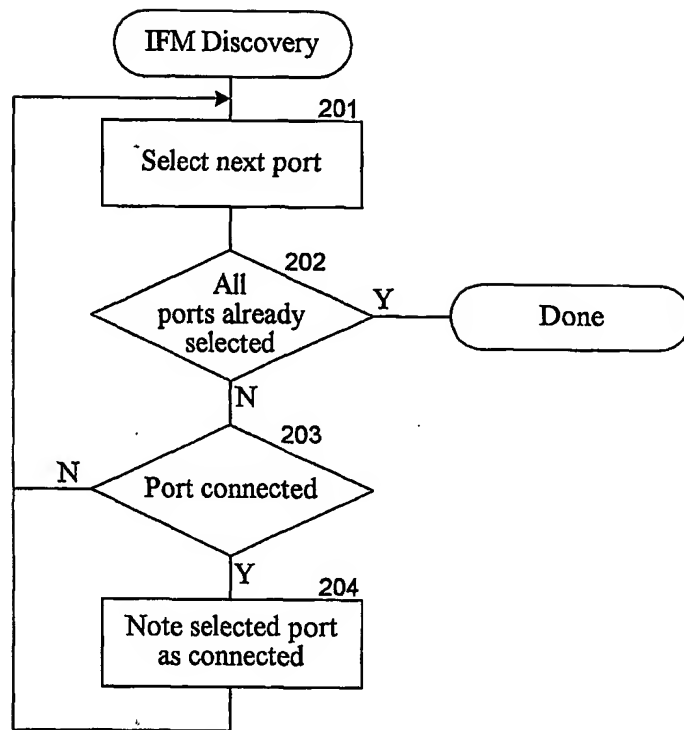 IFM Discovery
201
Select next port
202
All
ports already
selected
Y
Done
N
203
N
Port connected
Y
204
Note selected port
as connected